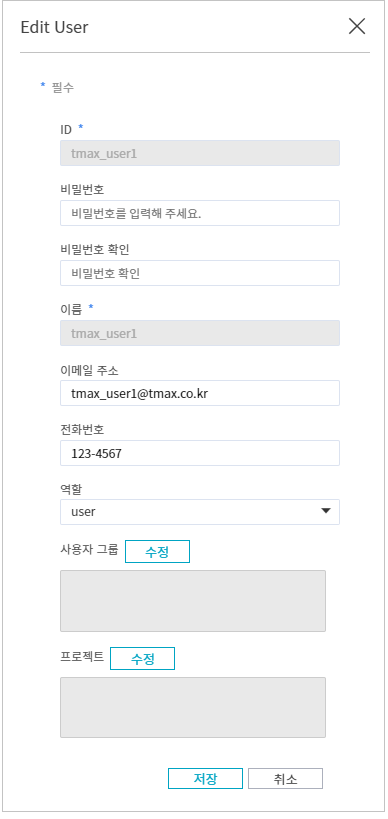 Edit User
* 필수
ID *
tmax_user1
비밀번호
비밀번호를 입력해 주세요.
비밀번호 확인
비밀번호 확인
이름 *
tmax_user1
이메일 주소
tmax_user1@tmax.co.kr
전화번호
123-4567
역할
user
사용자 그룹 수정
프로젝트 수정
저장 취소